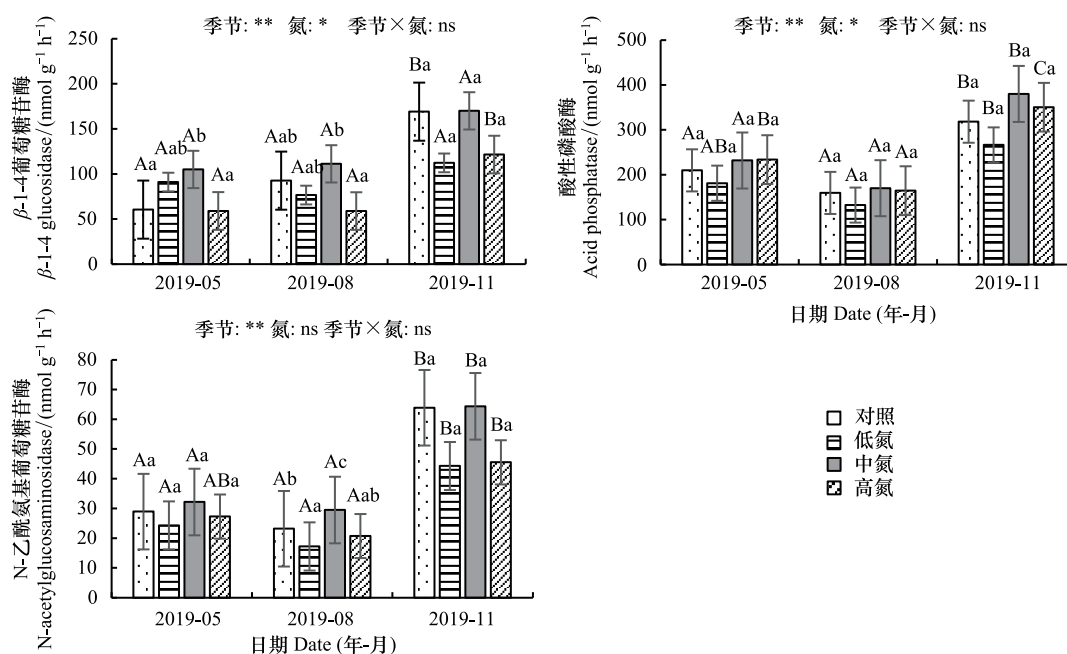 季节: ** 氮: * 季节×氮: ns
β-1-4葡萄糖苷酶
β-1-4 glucosidase/(nmol g⁻¹ h⁻¹)
200
150
100
50
0
Aa
Aab
Ab
Aa
Aab
Aab
Ab
Aa
Ba
Aa
Aa
Ba
2019-05
2019-08
2019-11
季节: ** 氮: * 季节×氮: ns
酸性磷酸酶
Acid phosphatase/(nmol g⁻¹ h⁻¹)
500
400
300
200
100
0
Aa
ABa
Aa
Ba
Aa
Aa
Aa
Aa
Ba
Ba
Ba
Ca
2019-05
2019-08
2019-11
日期 Date (年-月)
季节: ** 氮: ns 季节×氮: ns
N-乙酰氨基葡萄糖苷酶
N-acetylglucosaminosidase/(nmol g⁻¹ h⁻¹)
80
70
60
50
40
30
20
10
0
Aa
Aa
Aa
ABa
Ab
Aa
Ac
Aab
Ba
Ba
Ba
Ba
2019-05
2019-08
2019-11
日期 Date (年-月)
对照
低氮
中氮
高氮